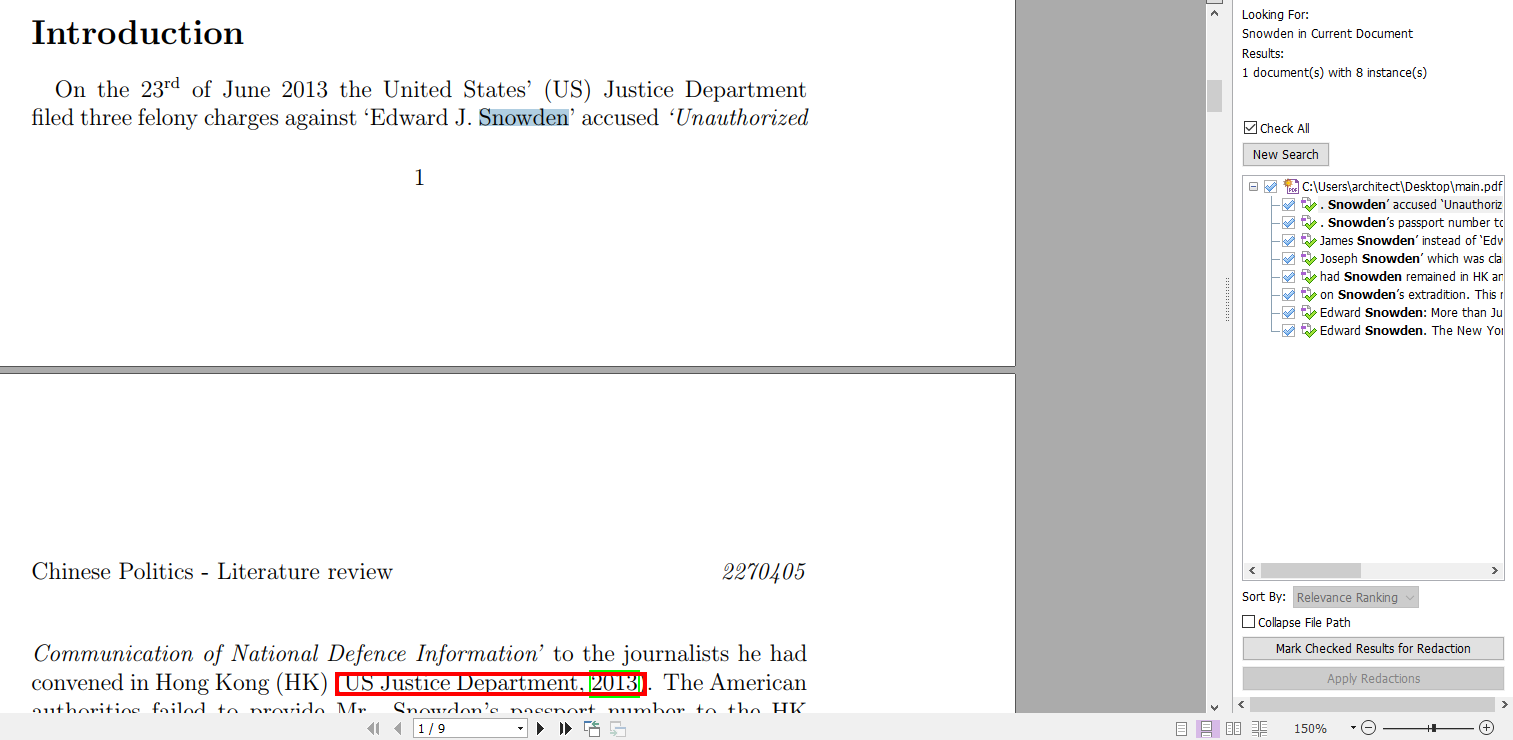 Introduction
On the 23rd of June 2013 the United States’ (US) Justice Department
filed three felony charges against ‘Edward J. Snowden’ accused ‘Unauthorized
1
Chinese Politics - Literature review 2270405
Communication of National Defence Information’ to the journalists he had
convened in Hong Kong (HK) (US Justice Department, 2013). The American
authorities failed to provide Mr. Snowden’s passport number to the HK
1 / 9
150%
Looking For:
Snowden in Current Document
Results:
1 document(s) with 8 instance(s)
Check All
New Search
C:\Users\architect\Desktop\main.pdf
. Snowden’ accused ‘Unauthoriz
. Snowden’s passport number to
James Snowden’ instead of ‘Edw
Joseph Snowden’ which was cla
had Snowden remained in HK an
on Snowden’s extradition. This r
Edward Snowden: More than Ju
Edward Snowden. The New Yor
Sort By: Relevance Ranking
Collapse File Path
Mark Checked Results for Redaction
Apply Redactions